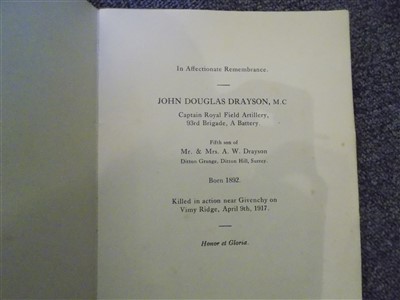 In Affectionate Remembrance.
JOHN DOUGLAS DRAYSON, M.C
Captain Royal Field Artillery,
93rd Brigade, A Battery.
Fifth son of
Mr. & Mrs. A. W. Drayson
Ditton Grange, Ditton Hill, Surrey.
Born 1892.
Killed in action near Givenchy on
Vimy Ridge, April 9th, 1917.
Honor et Gloria.